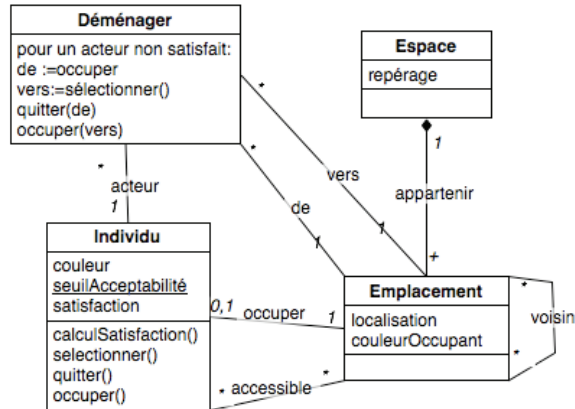 Déménager
pour un acteur non satisfait:
de :=occuper
vers:=sélectionner()
quitter(de)
occuper(vers)
Espace
repérage
*
*
1
vers
*
acteur
appartenir
de
1
1
1
+
Individu
couleur
seuilAcceptabilité
satisfaction
calculSatisfaction()
selectionner()
quitter()
occuper()
0,1 occuper 1
* accessible *
Emplacement
localisation
couleurOccupant
*
voisin
*